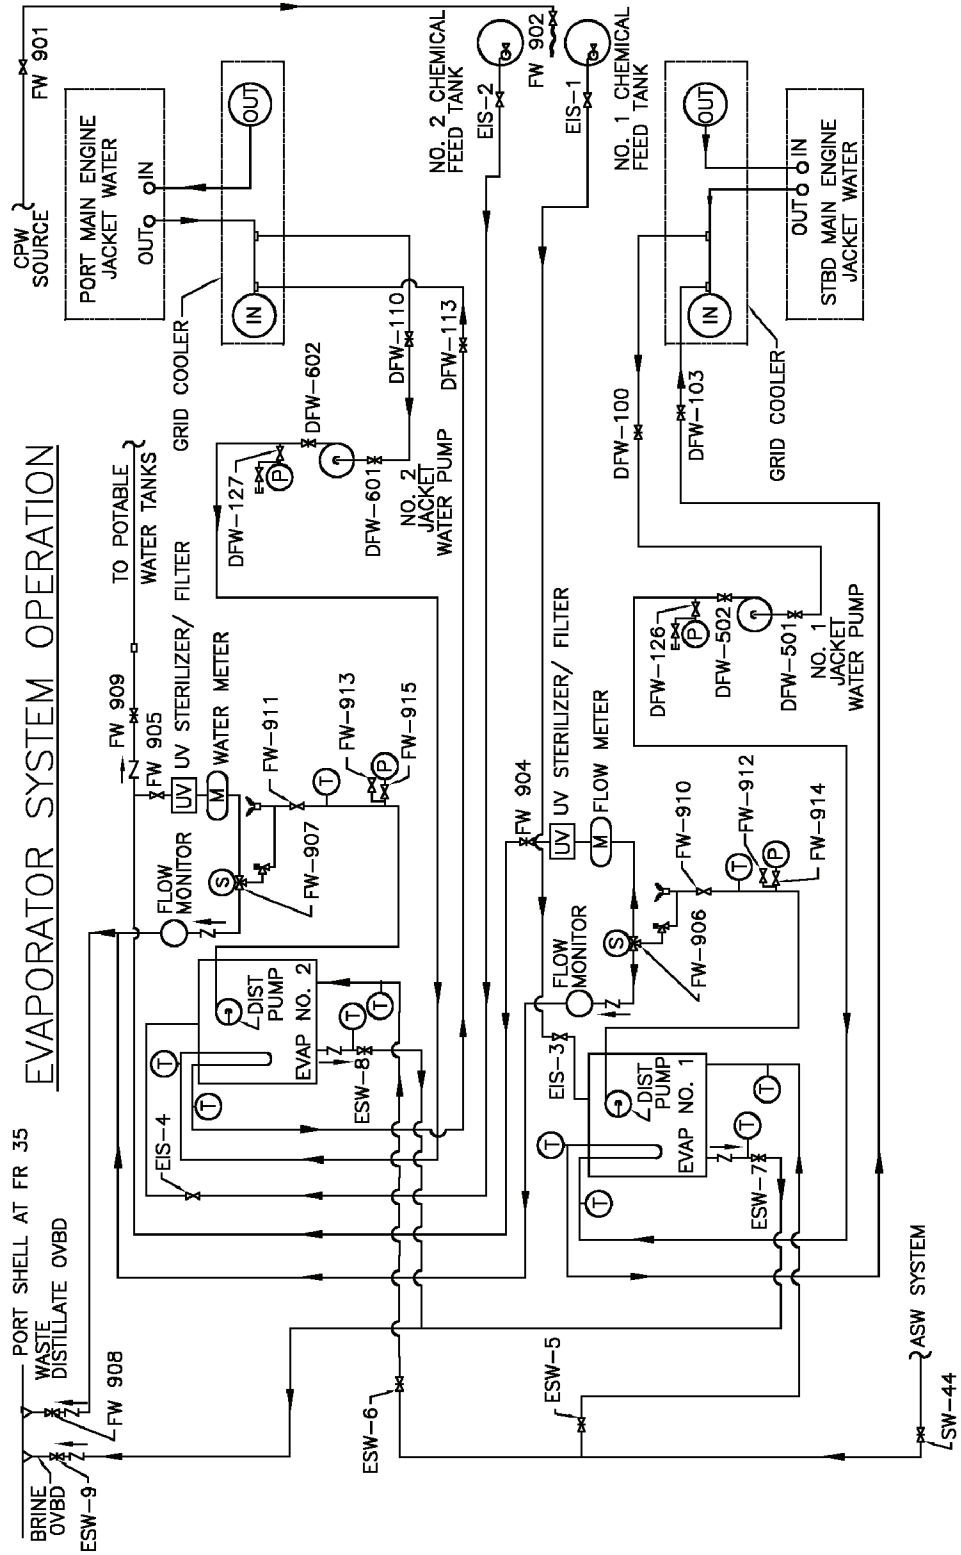 EVAPORATOR SYSTEM OPERATION
PORT SHELL AT FR 35
WASTE
DISTILLATE OVBD
BRINE
OVBD
ESW-9
FW 908
EIS-4
T
T
DIST
PUMP
EVAP NO. 2
T
T
ESW-8
ESW-6
ESW-5
ASW SYSTEM
LSW-44
FLOW
MONITOR
S
FW-907
FW 909
FW 905
UV
UV STERILIZER/ FILTER
M
WATER METER
FW-911
T
FW-913
P
FW-915
TO POTABLE
WATER TANKS
DFW-127
P
DFW-602
DFW-601
NO. 2
JACKET
WATER PUMP
DFW-110
DFW-113
GRID COOLER
IN
OUT
CPW
SOURCE
FW 901
PORT MAIN ENGINE
JACKET WATER
OUT
IN
NO. 2 CHEMICAL
FEED TANK
EIS-2
FW 902
EIS-1
NO. 1 CHEMICAL
FEED TANK
FW 904
UV
UV STERILIZER/ FILTER
M
FLOW METER
FLOW
MONITOR
S
FW-906
FW-910
T
FW-912
P
FW-914
EIS-3
T
T
DIST
PUMP
EVAP NO. 1
T
T
ESW-7
DFW-126
P
DFW-502
DFW-501
NO. 1
JACKET
WATER PUMP
DFW-100
DFW-103
GRID COOLER
IN
OUT
OUT
IN
STBD MAIN ENGINE
JACKET WATER